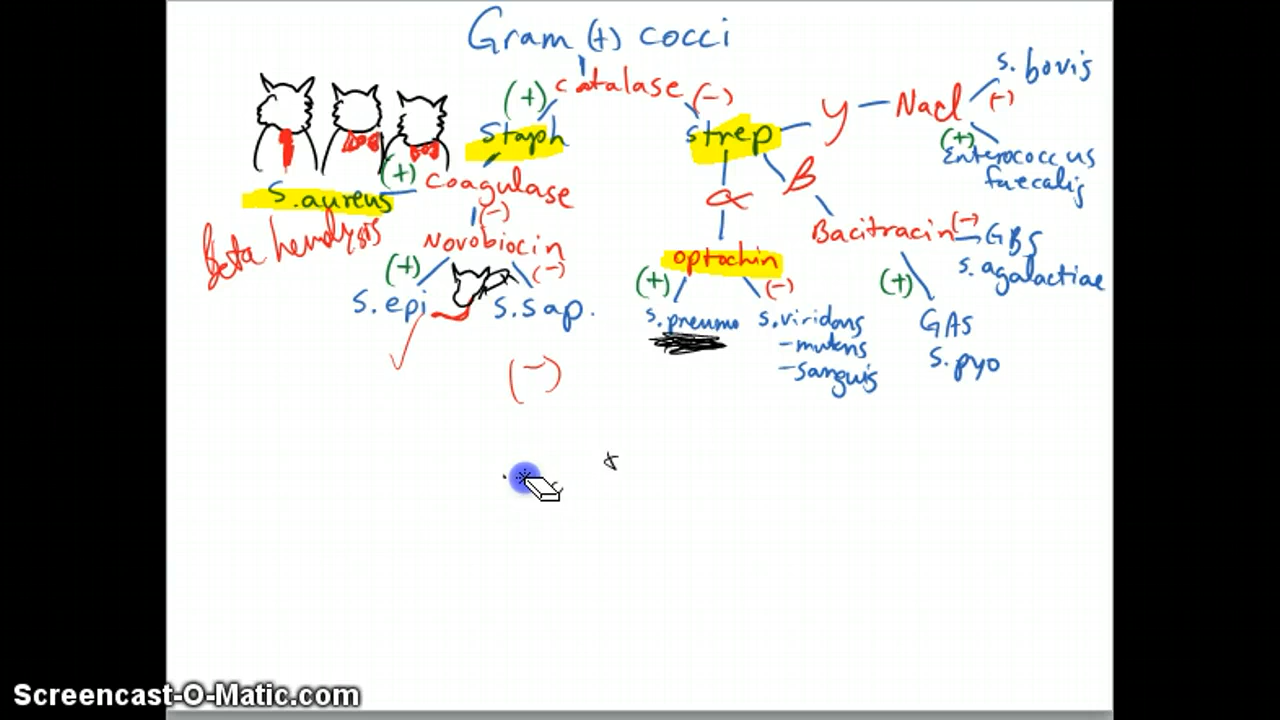 Gram (+) cocci
catalase
(+)
(-)
Staph
strep
γ
Nacl
s. bovis
(-)
(+)
Enterococcus
faecalis
S. aureus
(+)
coagulase
(-)
Beta hemolysis
Novobiocin
(+)
(-)
S. epi
S. sap.
(-)
α
optochin
(+)
(-)
s. pneumo
s. viridans
- mutans
- sanguis
B
Bacitracin
(-)
GBS
s. agalactiae
(+)
GAS
s. pyo
Screencast-O-Matic.com